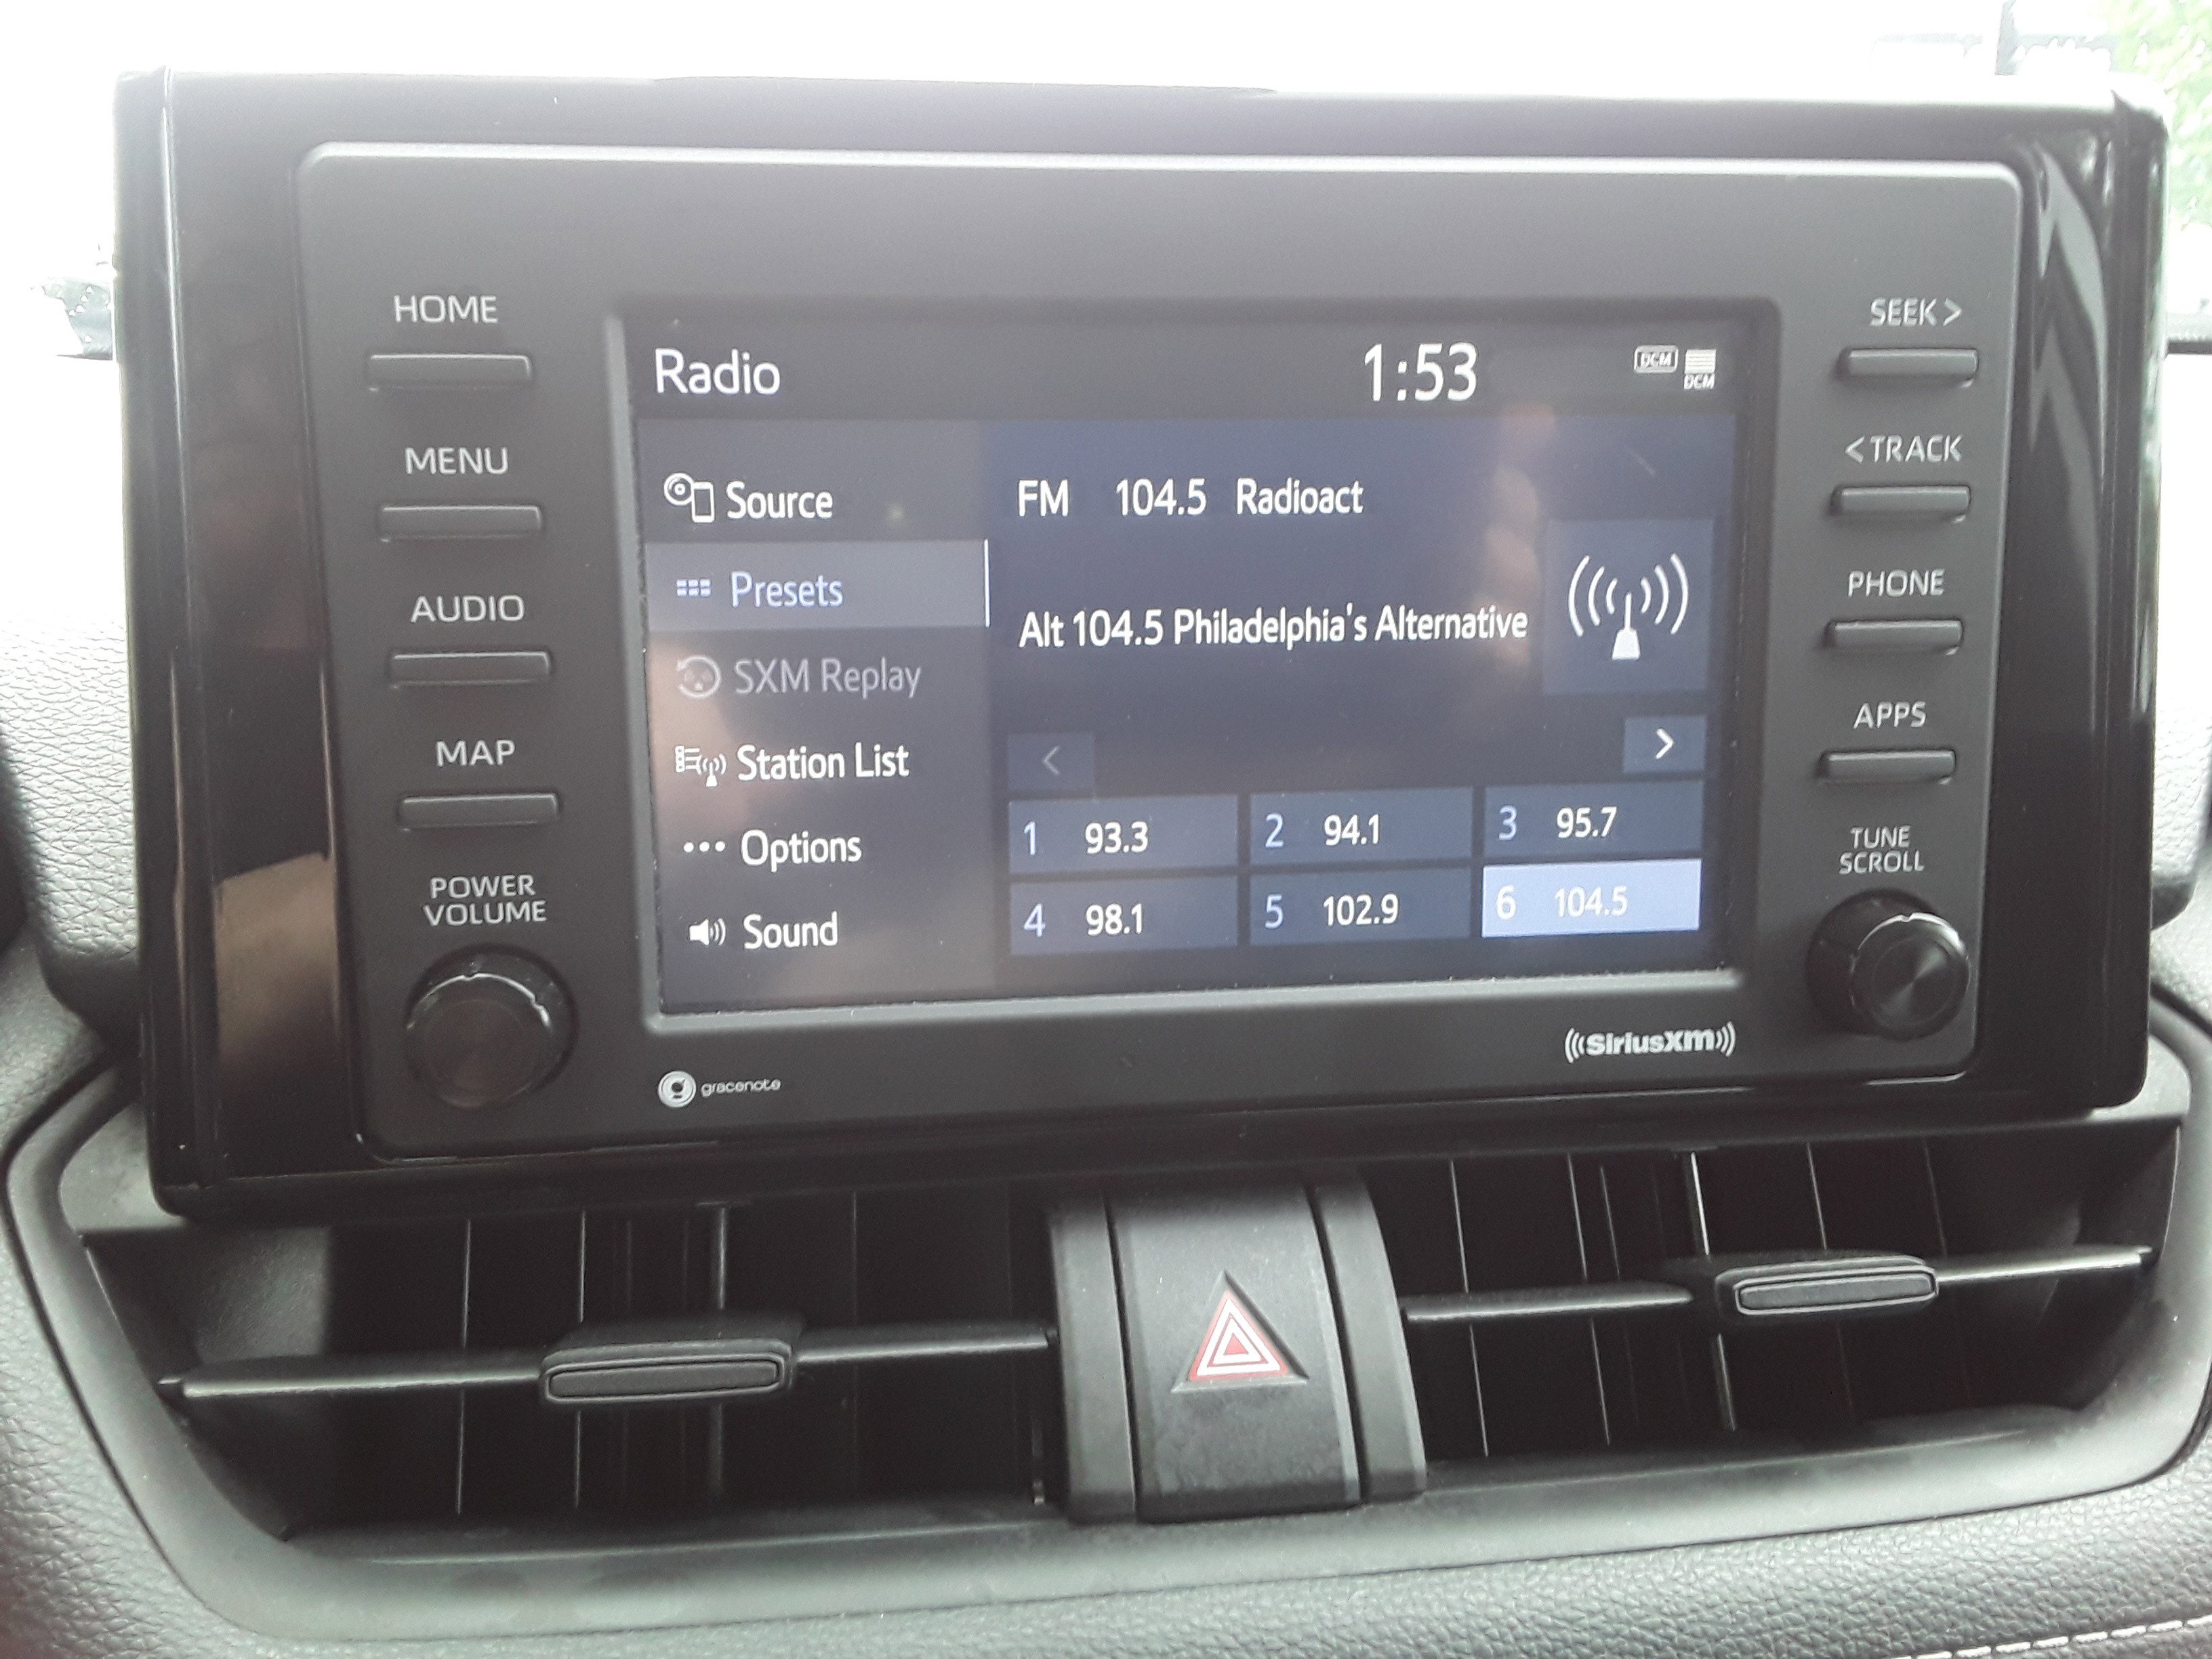 HOME
MENU
AUDIO
MAP
POWER
VOLUME
Radio 1:53 DCM DCM
Source
Presets
SXM Replay
Station List
Options
Sound
FM 104.5 Radioact
Alt 104.5 Philadelphia's Alternative
< >
1 93.3 2 94.1 3 95.7
4 98.1 5 102.9 6 104.5
SEEK >
< TRACK
PHONE
APPS
TUNE
SCROLL
gracenote
SiriusXM